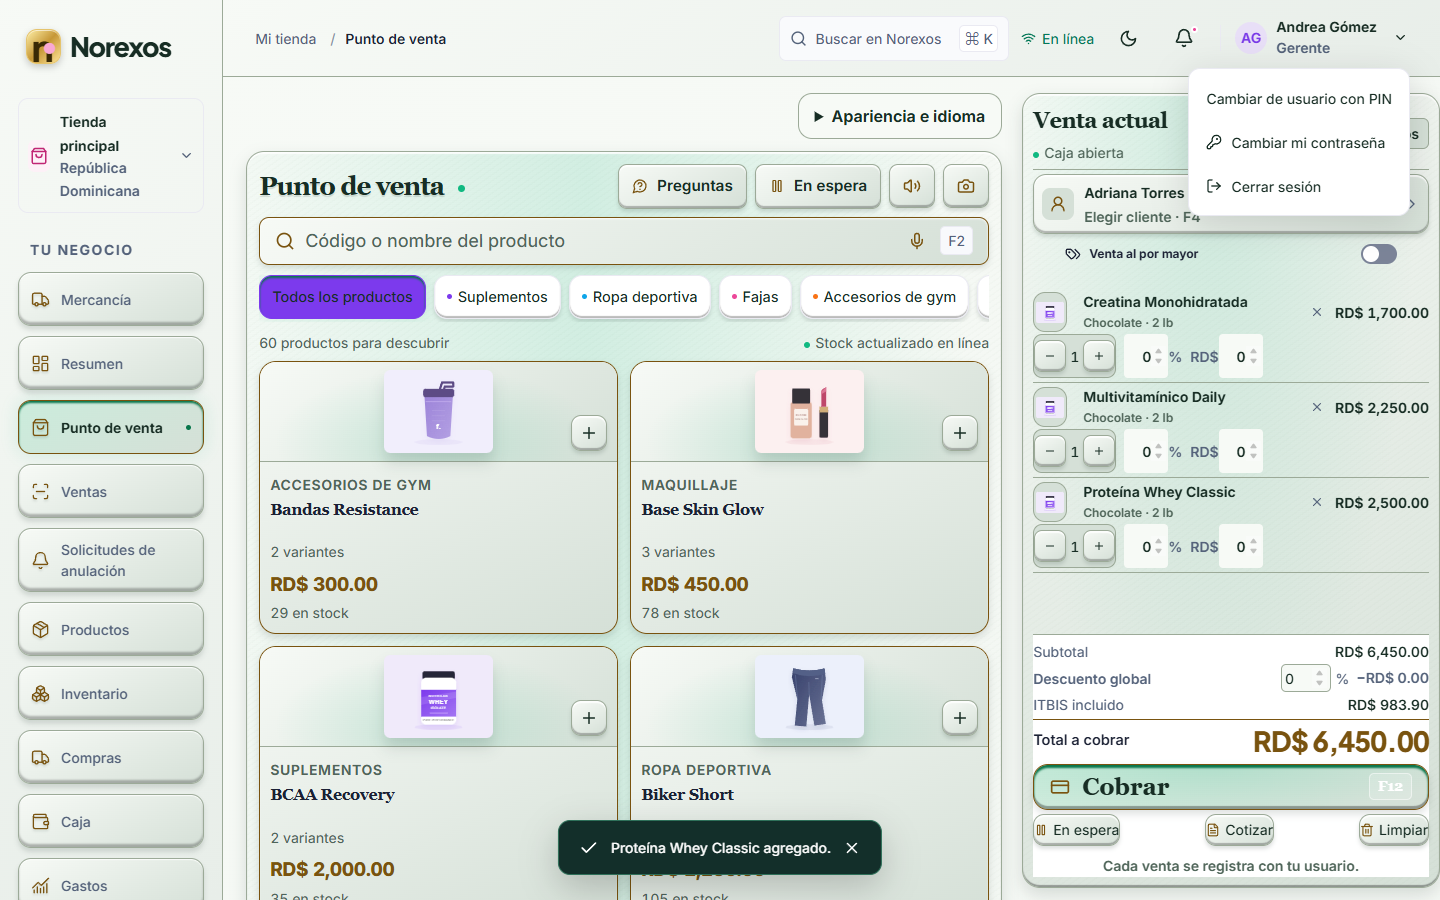 Norexos
Mi tienda / Punto de venta
Buscar en Norexos ⌘ K
En línea
AG
Andrea Gómez
Gerente
Cambiar de usuario con PIN
Cambiar mi contraseña
Cerrar sesión
Tienda
principal
República
Dominicana
TU NEGOCIO
Mercancía
Resumen
Punto de venta
Ventas
Solicitudes de
anulación
Productos
Inventario
Compras
Caja
Gastos
Apariencia e idioma
Punto de venta
Preguntas
En espera
Código o nombre del producto
F2
Todos los productos
Suplementos
Ropa deportiva
Fajas
Accesorios de gym
60 productos para descubrir
Stock actualizado en línea
ACCESORIOS DE GYM
Bandas Resistance
2 variantes
RD$ 300.00
29 en stock
MAQUILLAJE
Base Skin Glow
3 variantes
RD$ 450.00
78 en stock
WHEY
SUPLEMENTOS
BCAA Recovery
2 variantes
RD$ 2,000.00
35 en stock
ROPA DEPORTIVA
Biker Short
105 en stock
Proteína Whey Classic agregado.
Venta actual
Caja abierta
Adriana Torres
Elegir cliente · F4
Venta al por mayor
Creatina Monohidratada
Chocolate · 2 lb
× RD$ 1,700.00
− 1 + 0 % RD$ 0
Multivitamínico Daily
Chocolate · 2 lb
× RD$ 2,250.00
− 1 + 0 % RD$ 0
Proteína Whey Classic
Chocolate · 2 lb
× RD$ 2,500.00
− 1 + 0 % RD$ 0
Subtotal RD$ 6,450.00
Descuento global 0 % −RD$ 0.00
ITBIS incluido RD$ 983.90
Total a cobrar RD$ 6,450.00
Cobrar F12
En espera
Cotizar
Limpiar
Cada venta se registra con tu usuario.